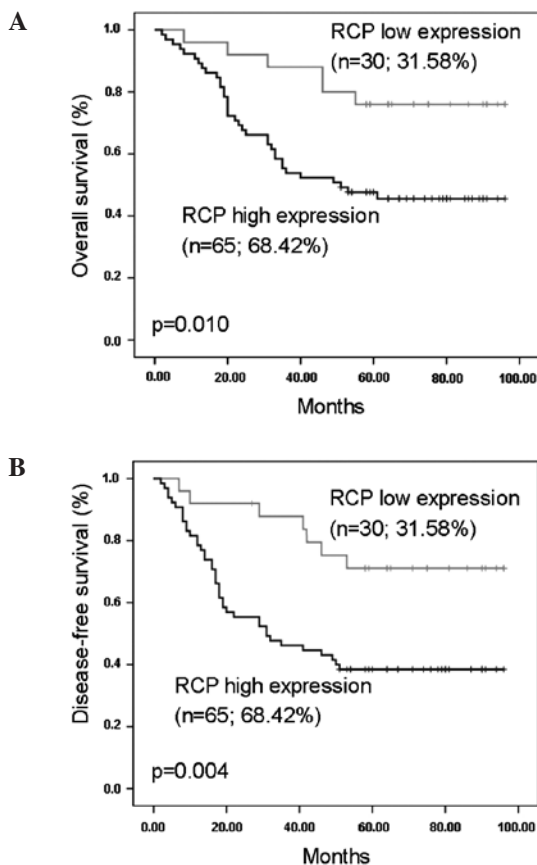 A
Overall survival (%)
1.0
0.8
0.6
0.4
0.2
0.0
RCP low expression
(n=30; 31.58%)
RCP high expression
(n=65; 68.42%)
p=0.010
0.00 20.00 40.00 60.00 80.00 100.00
Months
B
Disease-free survival (%)
1.0
0.8
0.6
0.4
0.2
0.0
RCP low expression
(n=30; 31.58%)
RCP high expression
(n=65; 68.42%)
p=0.004
0.00 20.00 40.00 60.00 80.00 100.00
Months